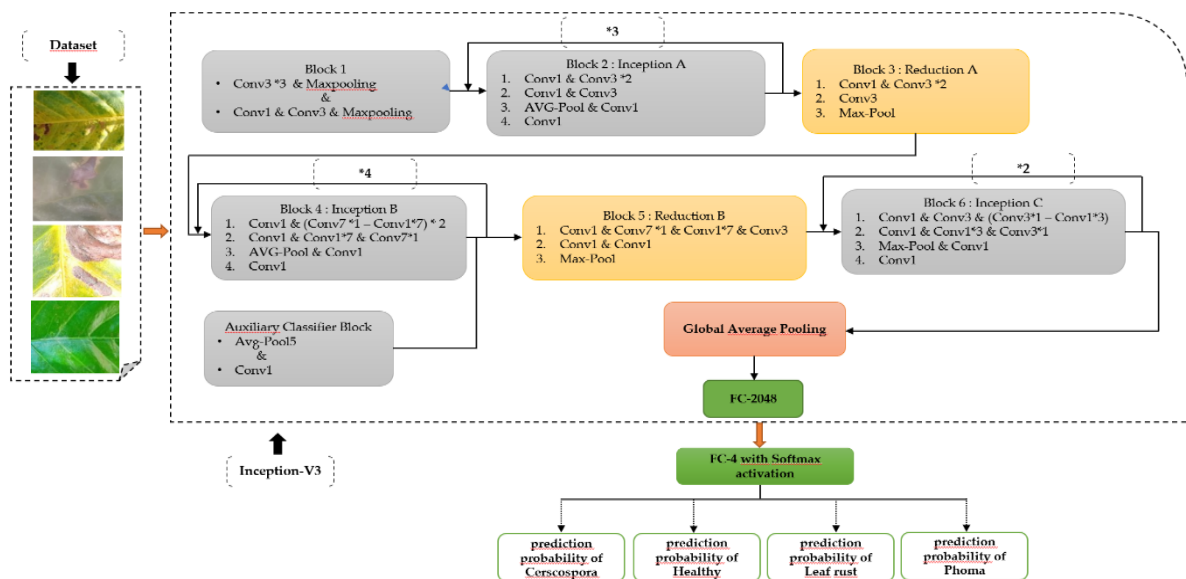 Dataset
*3
Block 1
• Conv3 *3 & Maxpooling
&
• Conv1 & Conv3 & Maxpooling
Block 2 : Inception A
1. Conv1 & Conv3 *2
2. Conv1 & Conv3
3. AVG-Pool & Conv1
4. Conv1
Block 3 : Reduction A
1. Conv1 & Conv3 *2
2. Conv3
3. Max-Pool
*4
Block 4 : Inception B
1. Conv1 & (Conv7 *1 – Conv1*7) * 2
2. Conv1 & Conv1*7 & Conv7*1
3. AVG-Pool & Conv1
4. Conv1
Block 5 : Reduction B
1. Conv1 & Conv7 *1 & Conv1*7 & Conv3
2. Conv1 & Conv1
3. Max-Pool
*2
Block 6 : Inception C
1. Conv1 & Conv3 & (Conv3*1 – Conv1*3)
2. Conv1 & Conv1*3 & Conv3*1
3. Max-Pool & Conv1
4. Conv1
Auxiliary Classifier Block
• Avg-Pool5
&
• Conv1
Global Average Pooling
FC-2048
Inception-V3
FC-4 with Softmax
activation
prediction
probability of
Cerscospora
prediction
probability of
Healthy
prediction
probability of
Leaf rust
prediction
probability of
Phoma